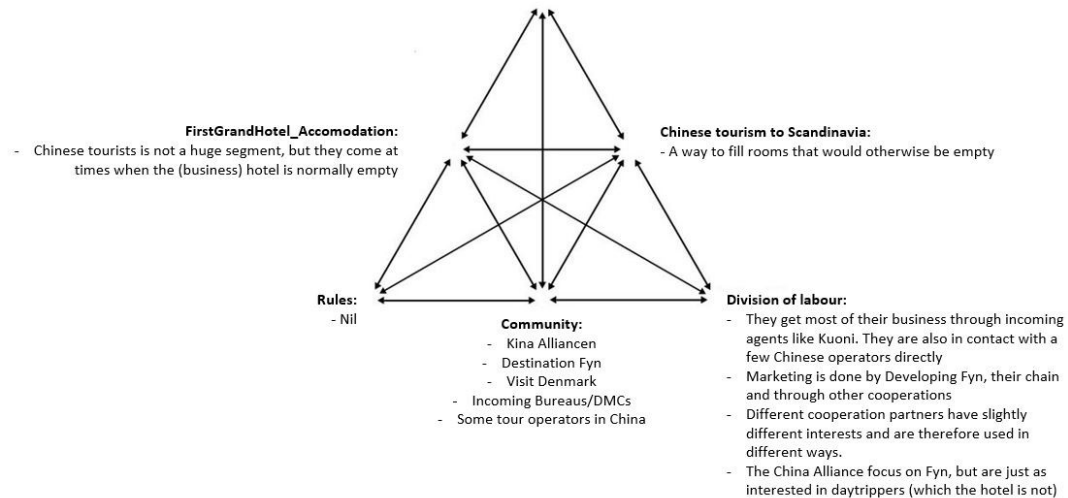 FirstGrandHotel_Accomodation:
- Chinese tourists is not a huge segment, but they come at
times when the (business) hotel is normally empty
Chinese tourism to Scandinavia:
- A way to fill rooms that would otherwise be empty
Rules:
- Nil
Community:
- Kina Alliancen
- Destination Fyn
- Visit Denmark
- Incoming Bureaus/DMCs
- Some tour operators in China
Division of labour:
- They get most of their business through incoming
agents like Kuoni. They are also in contact with a
few Chinese operators directly
- Marketing is done by Developing Fyn, their chain
and through other cooperations
- Different cooperation partners have slightly
different interests and are therefore used in
different ways.
- The China Alliance focus on Fyn, but are just as
interested in daytrippers (which the hotel is not)